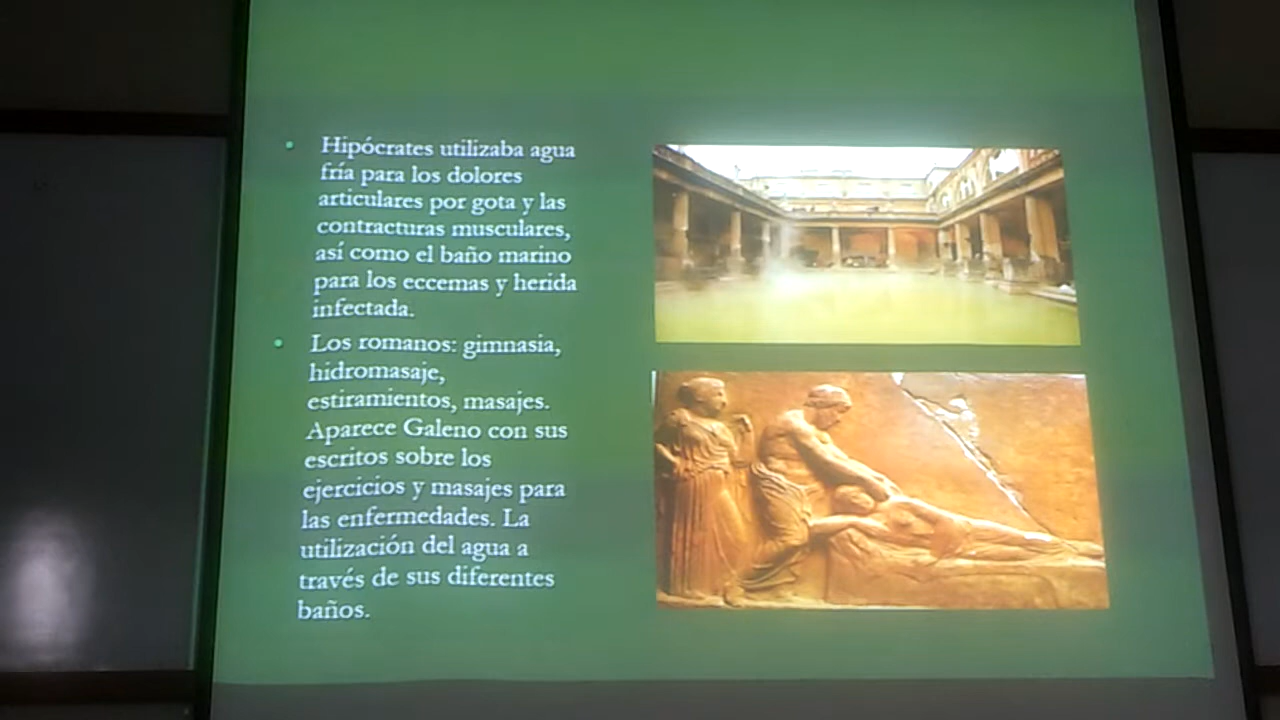 • Hipócrates utilizaba agua
fría para los dolores
articulares por gota y las
contracturas musculares,
así como el baño marino
para los eccemas y herida
infectada.
• Los romanos: gimnasia,
hidromasaje,
estiramientos, masajes.
Aparece Galeno con sus
escritos sobre los
ejercicios y masajes para
las enfermedades. La
utilización del agua a
través de sus diferentes
baños.